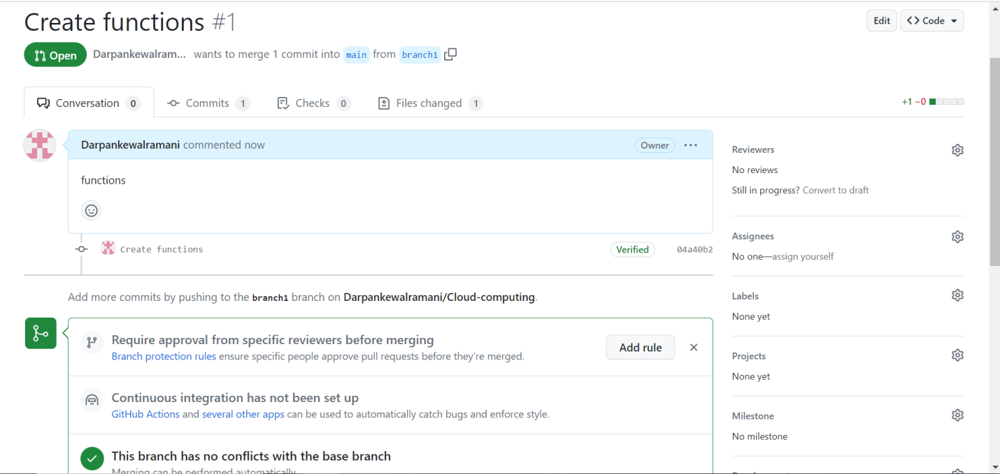 Create functions #1
Edit
Code
Open
Darpankewalram... wants to merge 1 commit into main from branch1
Conversation 0
Commits 1
Checks 0
Files changed 1
+1 −0
Darpankewalramani commented now
Owner
functions
Create functions
Verified
04a40b2
Add more commits by pushing to the branch1 branch on Darpankewalramani/Cloud-computing.
Require approval from specific reviewers before merging
Branch protection rules ensure specific people approve pull requests before they're merged.
Add rule
Continuous integration has not been set up
GitHub Actions and several other apps can be used to automatically catch bugs and enforce style.
This branch has no conflicts with the base branch
Merging can be performed automatically.
Reviewers
No reviews
Still in progress? Convert to draft
Assignees
No one—assign yourself
Labels
None yet
Projects
None yet
Milestone
No milestone